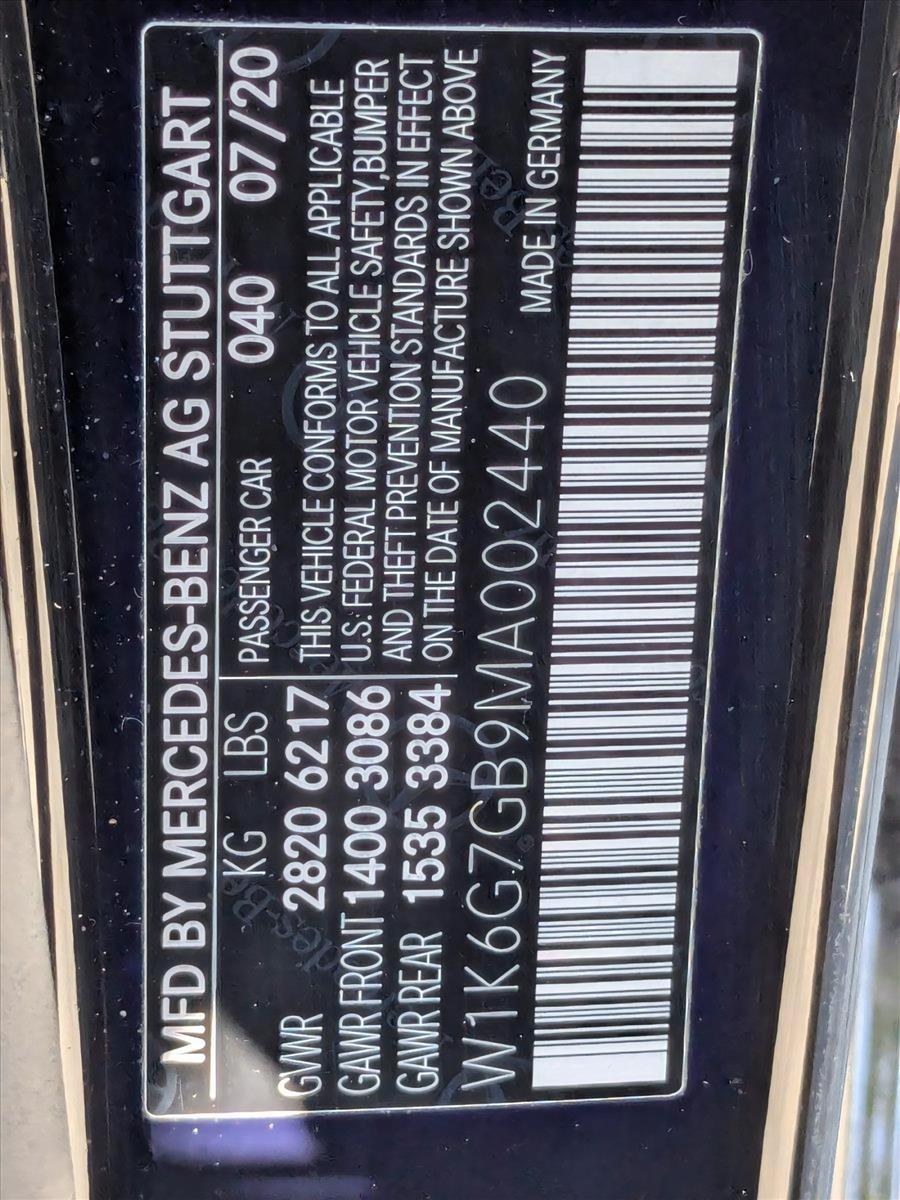 MFD BY MERCEDES-BENZ AG STUTTGART
KG LBS
GVWR 2820 6217
GAWR FRONT 1400 3086
GAWR REAR 1535 3384
PASSENGER CAR 040 07/20
THIS VEHICLE CONFORMS TO ALL APPLICABLE
U.S. FEDERAL MOTOR VEHICLE SAFETY, BUMPER
AND THEFT PREVENTION STANDARDS IN EFFECT
ON THE DATE OF MANUFACTURE SHOWN ABOVE
W1K6G7GB9MA002440
MADE IN GERMANY